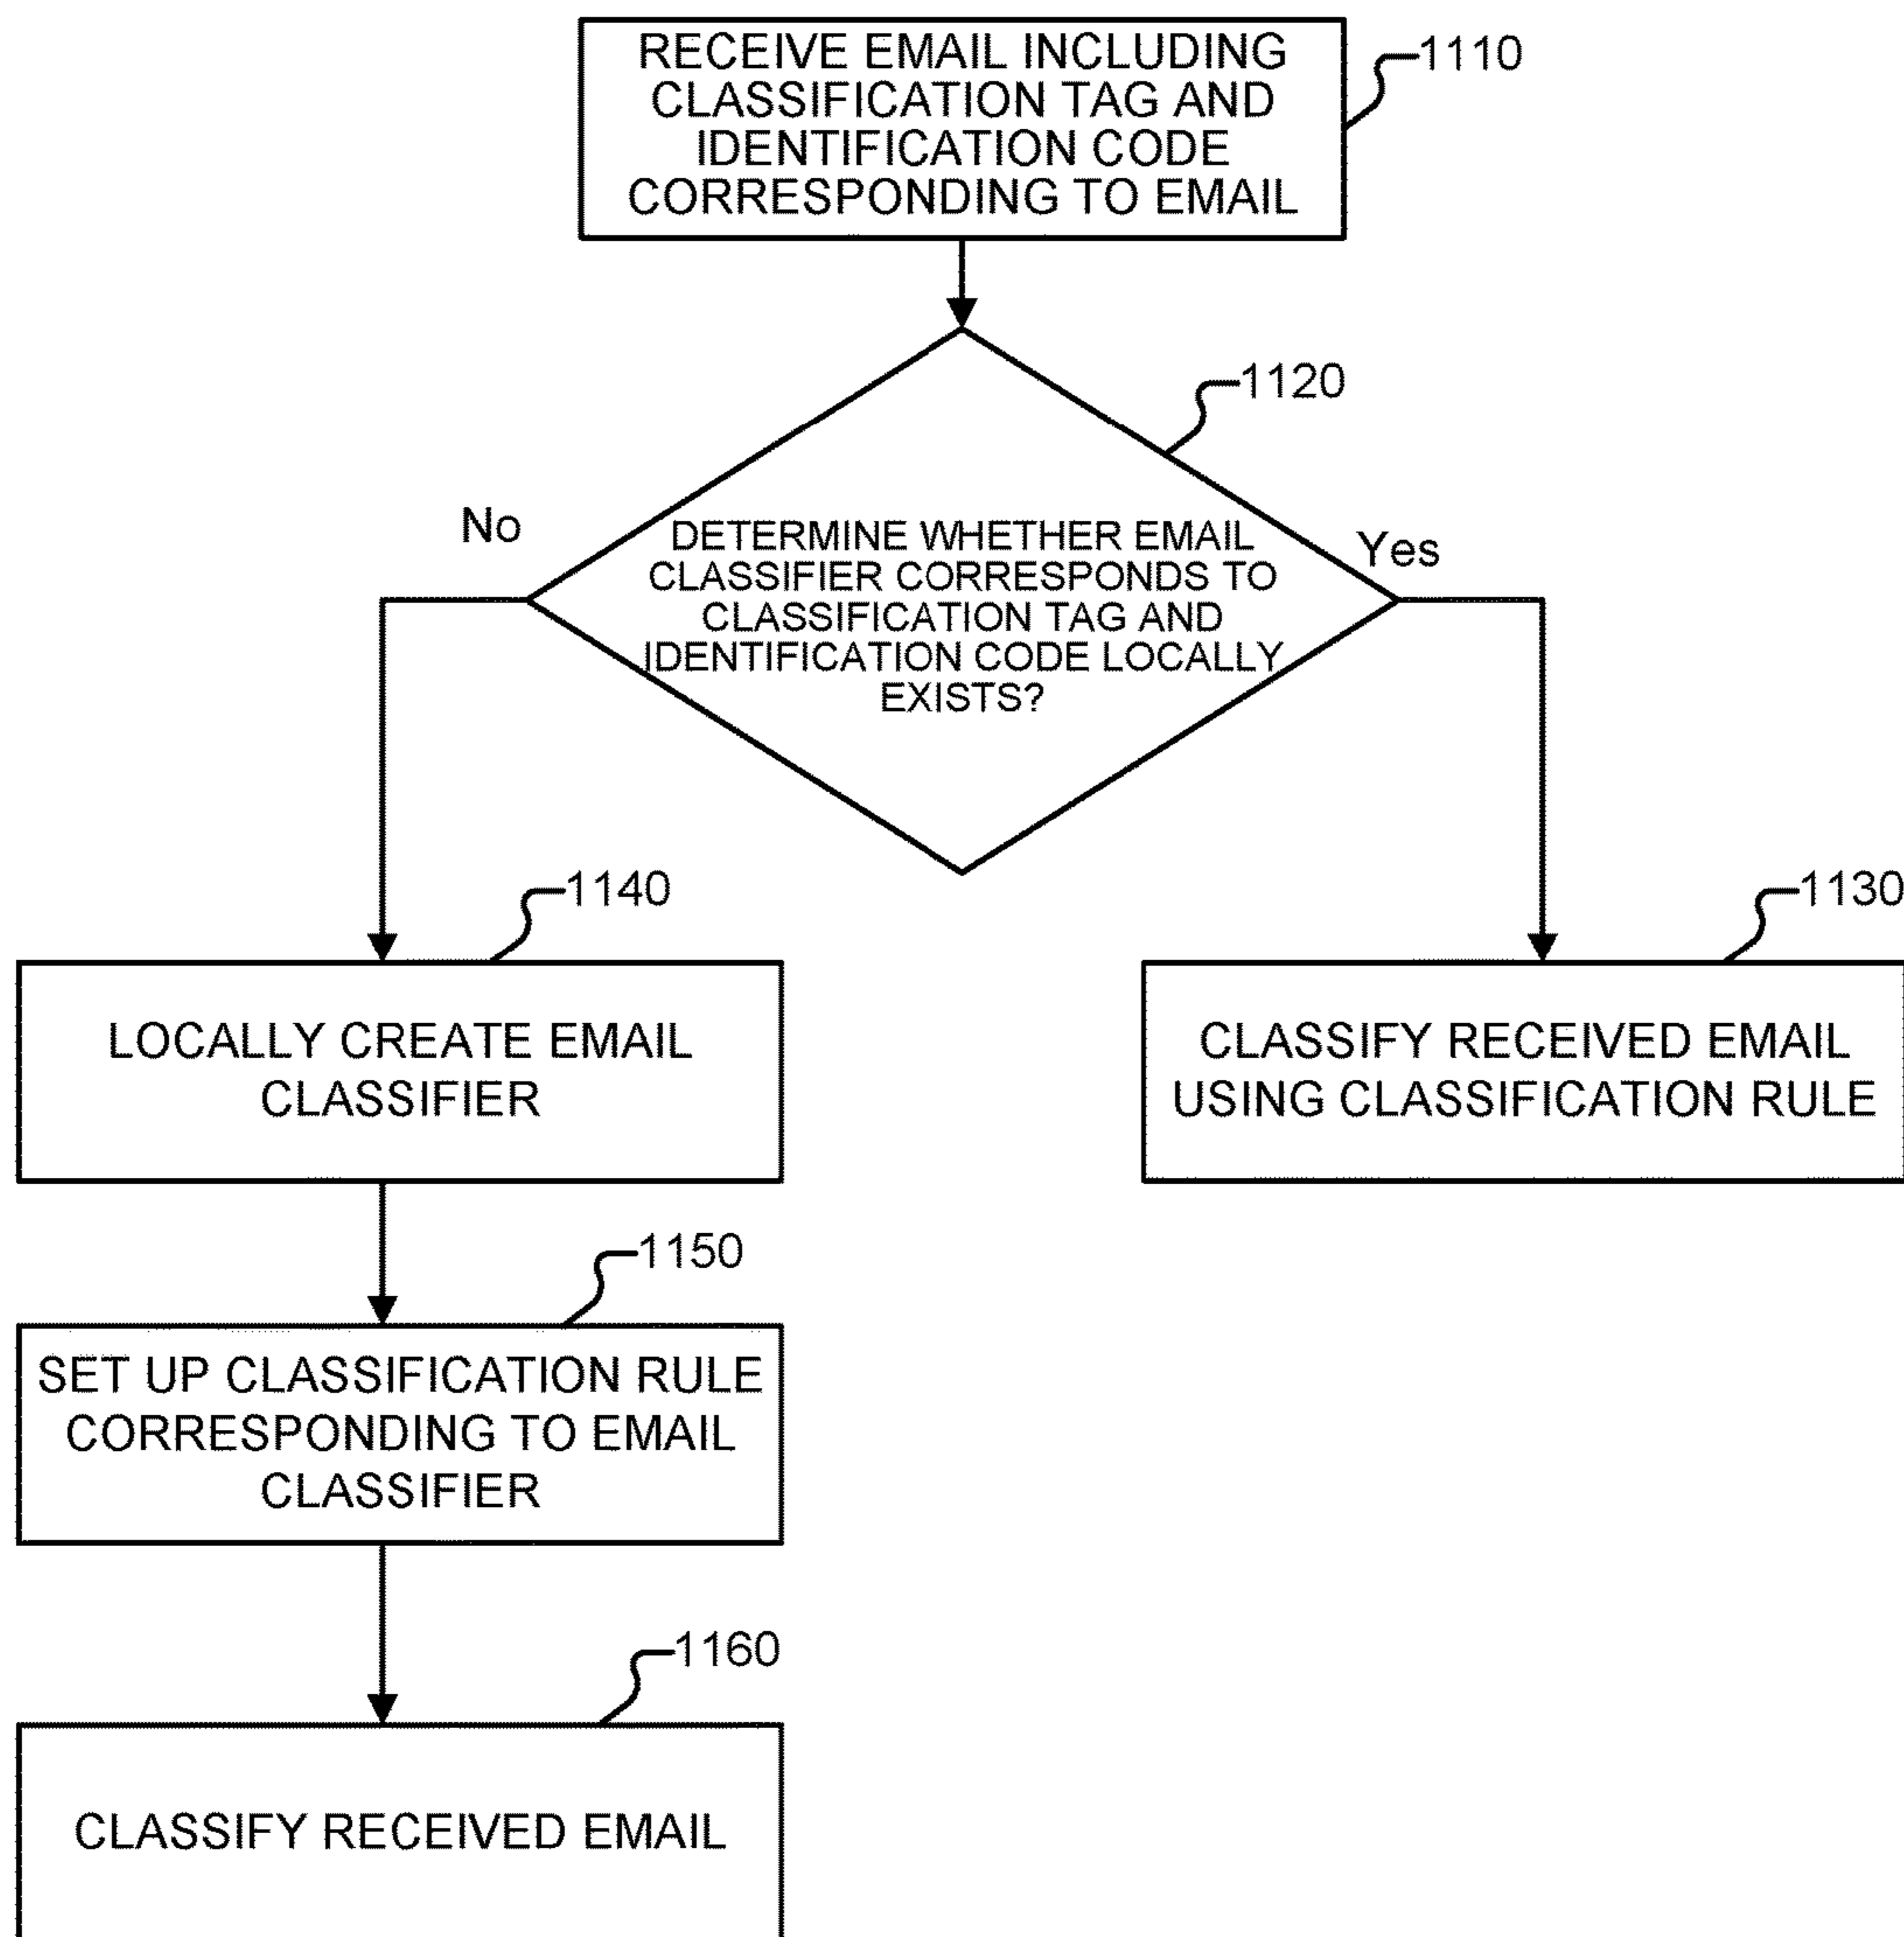 RECEIVE EMAIL INCLUDING
CLASSIFICATION TAG AND
IDENTIFICATION CODE
CORRESPONDING TO EMAIL
1110
1120
No
Yes
DETERMINE WHETHER EMAIL
CLASSIFIER CORRESPONDS TO
CLASSIFICATION TAG AND
IDENTIFICATION CODE LOCALLY
EXISTS?
1140
1130
LOCALLY CREATE EMAIL
CLASSIFIER
CLASSIFY RECEIVED EMAIL
USING CLASSIFICATION RULE
1150
SET UP CLASSIFICATION RULE
CORRESPONDING TO EMAIL
CLASSIFIER
1160
CLASSIFY RECEIVED EMAIL